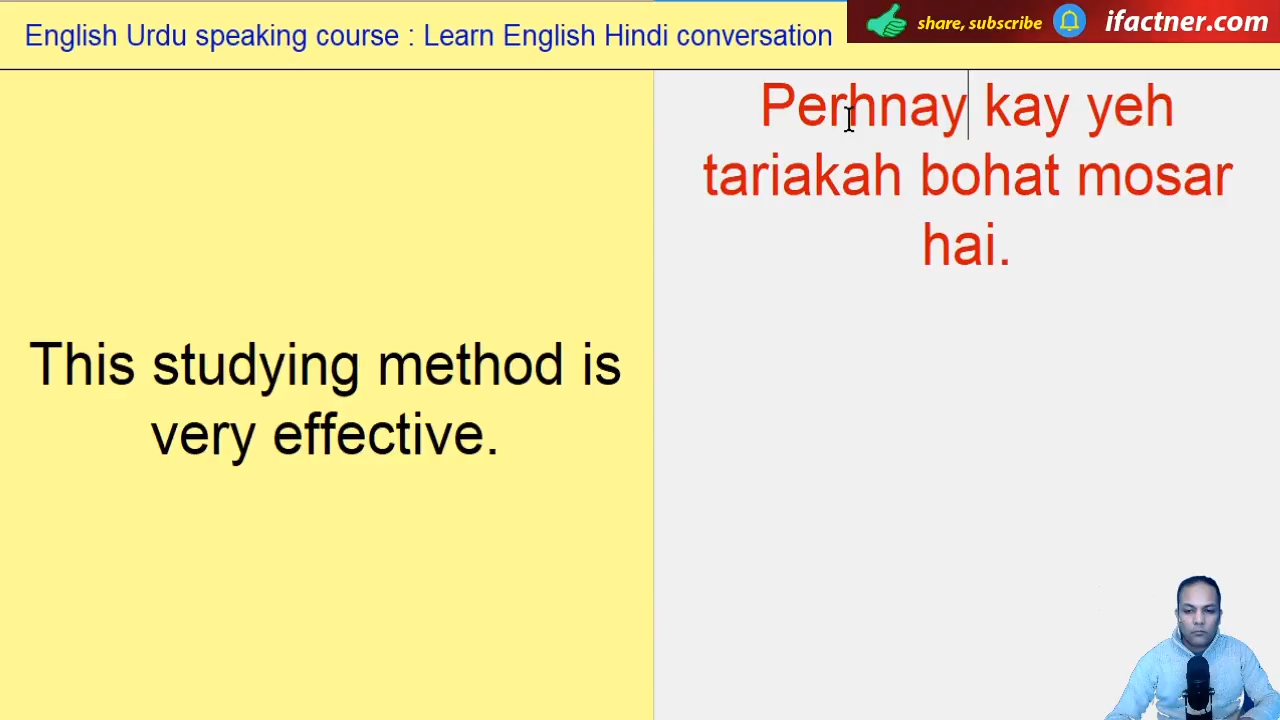 English Urdu speaking course : Learn English Hindi conversation
share, subscribe
ifactner.com
Perhnay kay yeh
tariakah bohat mosar
hai.
This studying method is
very effective.